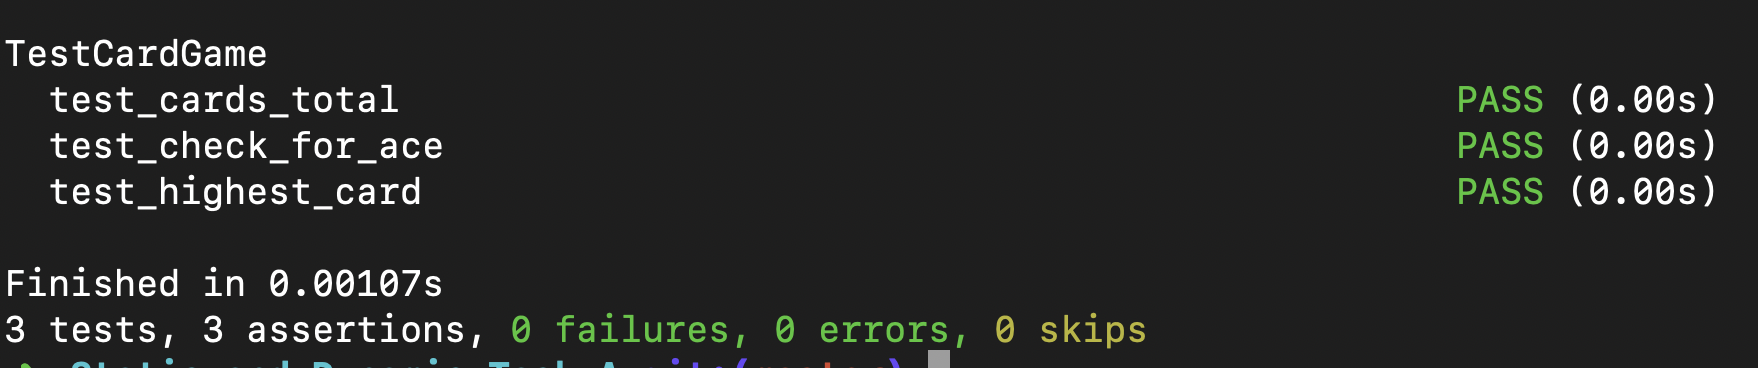 TestCardGame
test_cards_total PASS (0.00s)
test_check_for_ace PASS (0.00s)
test_highest_card PASS (0.00s)
Finished in 0.00107s
3 tests, 3 assertions, 0 failures, 0 errors, 0 skips